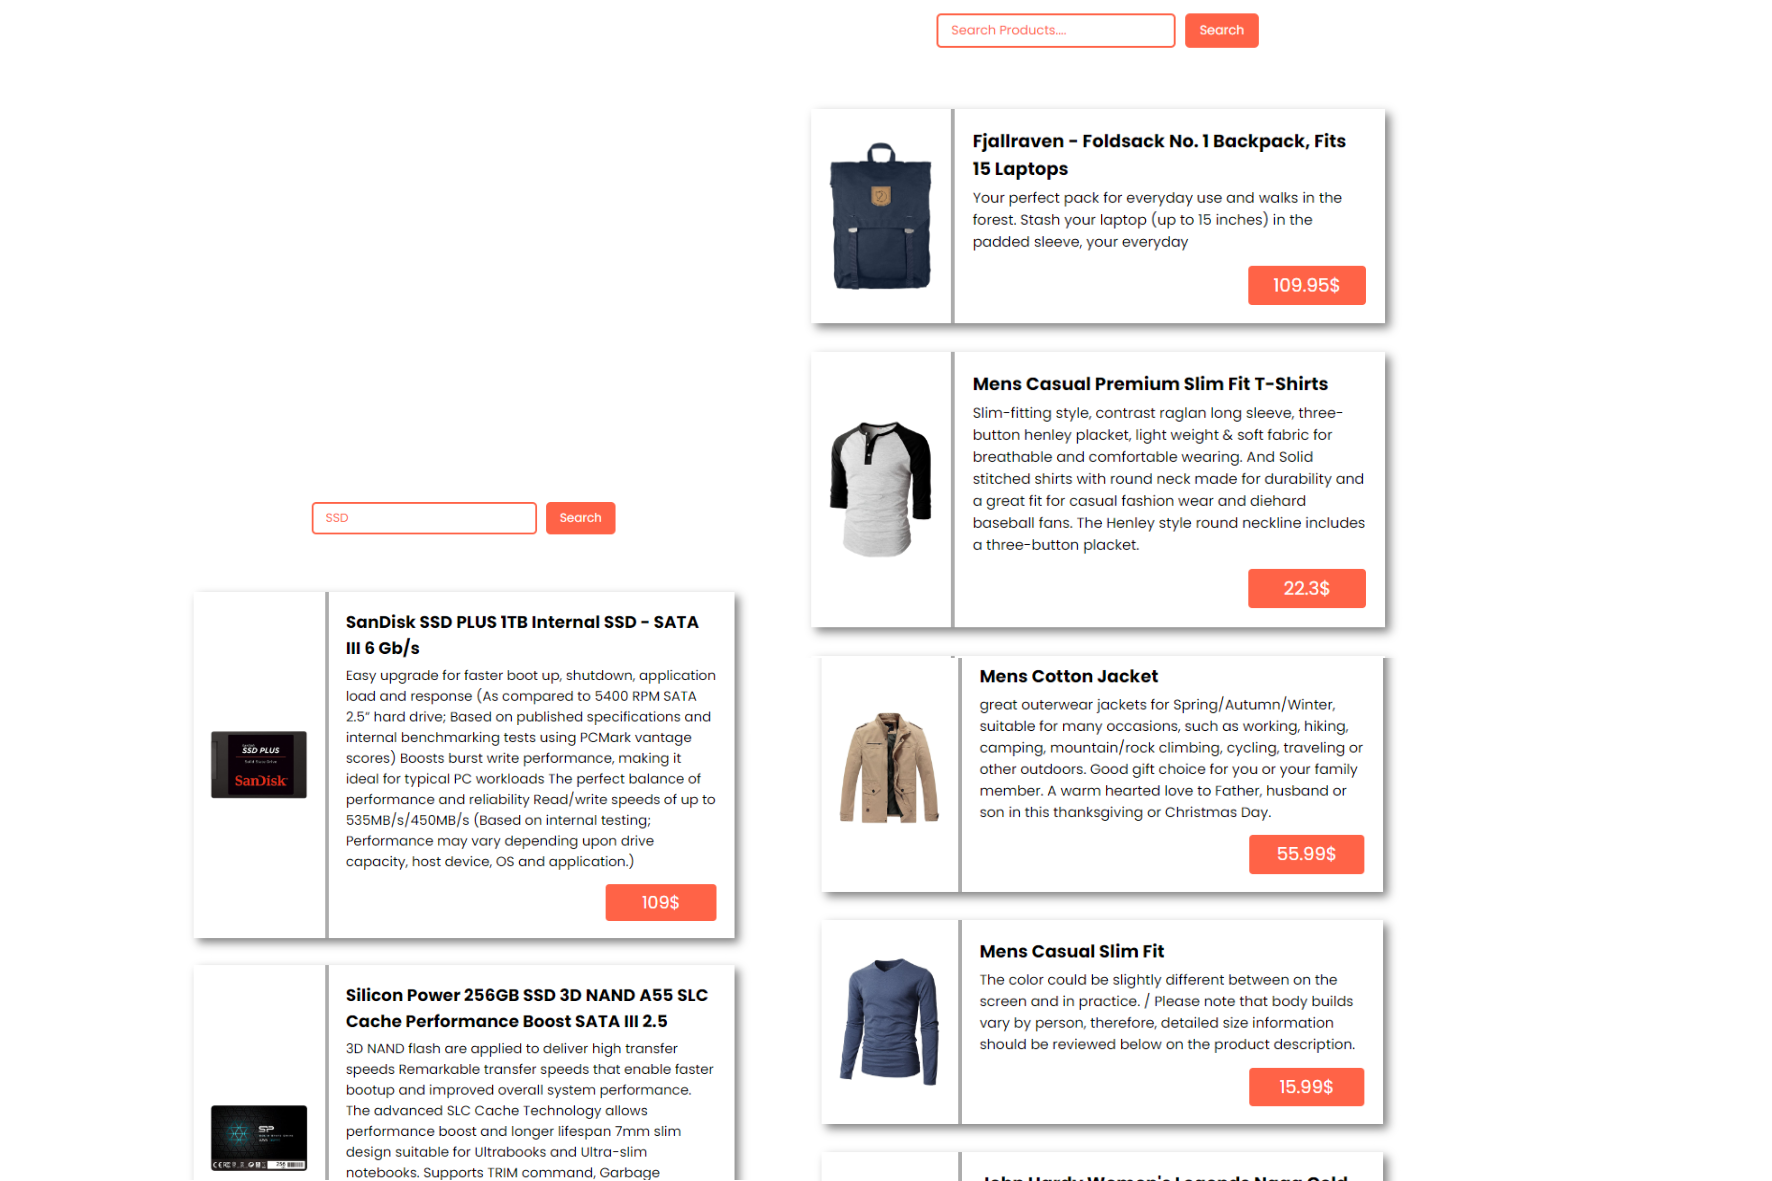 Search Products....
Search
Fjallraven - Foldsack No. 1 Backpack, Fits
15 Laptops
Your perfect pack for everyday use and walks in the
forest. Stash your laptop (up to 15 inches) in the
padded sleeve, your everyday
109.95$
Mens Casual Premium Slim Fit T-Shirts
Slim-fitting style, contrast raglan long sleeve, three-
button henley placket, light weight & soft fabric for
breathable and comfortable wearing. And Solid
stitched shirts with round neck made for durability and
a great fit for casual fashion wear and diehard
baseball fans. The Henley style round neckline includes
a three-button placket.
22.3$
Mens Cotton Jacket
great outerwear jackets for Spring/Autumn/Winter,
suitable for many occasions, such as working, hiking,
camping, mountain/rock climbing, cycling, traveling or
other outdoors. Good gift choice for you or your family
member. A warm hearted love to Father, husband or
son in this thanksgiving or Christmas Day.
55.99$
Mens Casual Slim Fit
The color could be slightly different between on the
screen and in practice. / Please note that body builds
vary by person, therefore, detailed size information
should be reviewed below on the product description.
15.99$
John Hardy Women's Legends Naga Gold
SSD
Search
SSD PLUS
SanDisk
SanDisk SSD PLUS 1TB Internal SSD - SATA
III 6 Gb/s
Easy upgrade for faster boot up, shutdown, application
load and response (As compared to 5400 RPM SATA
2.5” hard drive; Based on published specifications and
internal benchmarking tests using PCMark vantage
scores) Boosts burst write performance, making it
ideal for typical PC workloads The perfect balance of
performance and reliability Read/write speeds of up to
535MB/s/450MB/s (Based on internal testing;
Performance may vary depending upon drive
capacity, host device, OS and application.)
109$
SP
256
Silicon Power 256GB SSD 3D NAND A55 SLC
Cache Performance Boost SATA III 2.5
3D NAND flash are applied to deliver high transfer
speeds Remarkable transfer speeds that enable faster
bootup and improved overall system performance.
The advanced SLC Cache Technology allows
performance boost and longer lifespan 7mm slim
design suitable for Ultrabooks and Ultra-slim
notebooks. Supports TRIM command, Garbage